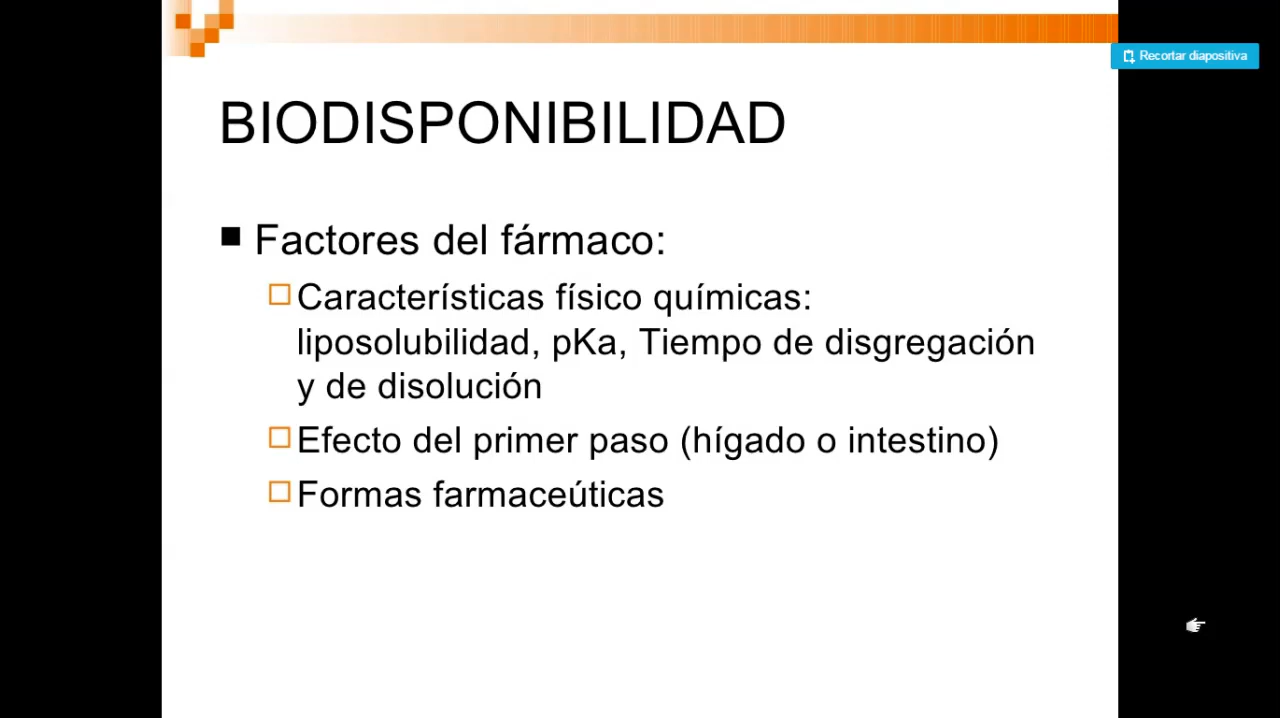 Recortar diapositiva
BIODISPONIBILIDAD
Factores del fármaco:
Características físico químicas:
liposolubilidad, pKa, Tiempo de disgregación
y de disolución
Efecto del primer paso (hígado o intestino)
Formas farmaceúticas